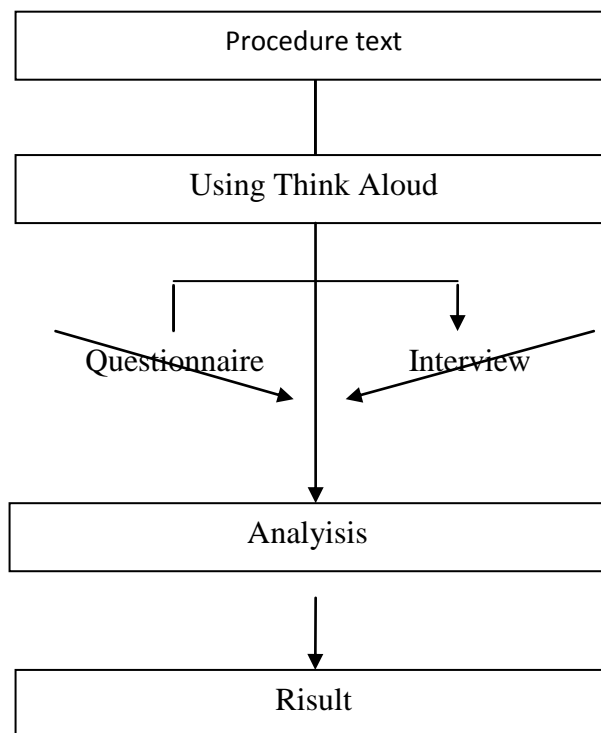 Procedure text
Using Think Aloud
Questionnaire
Interview
Analyisis
Risult